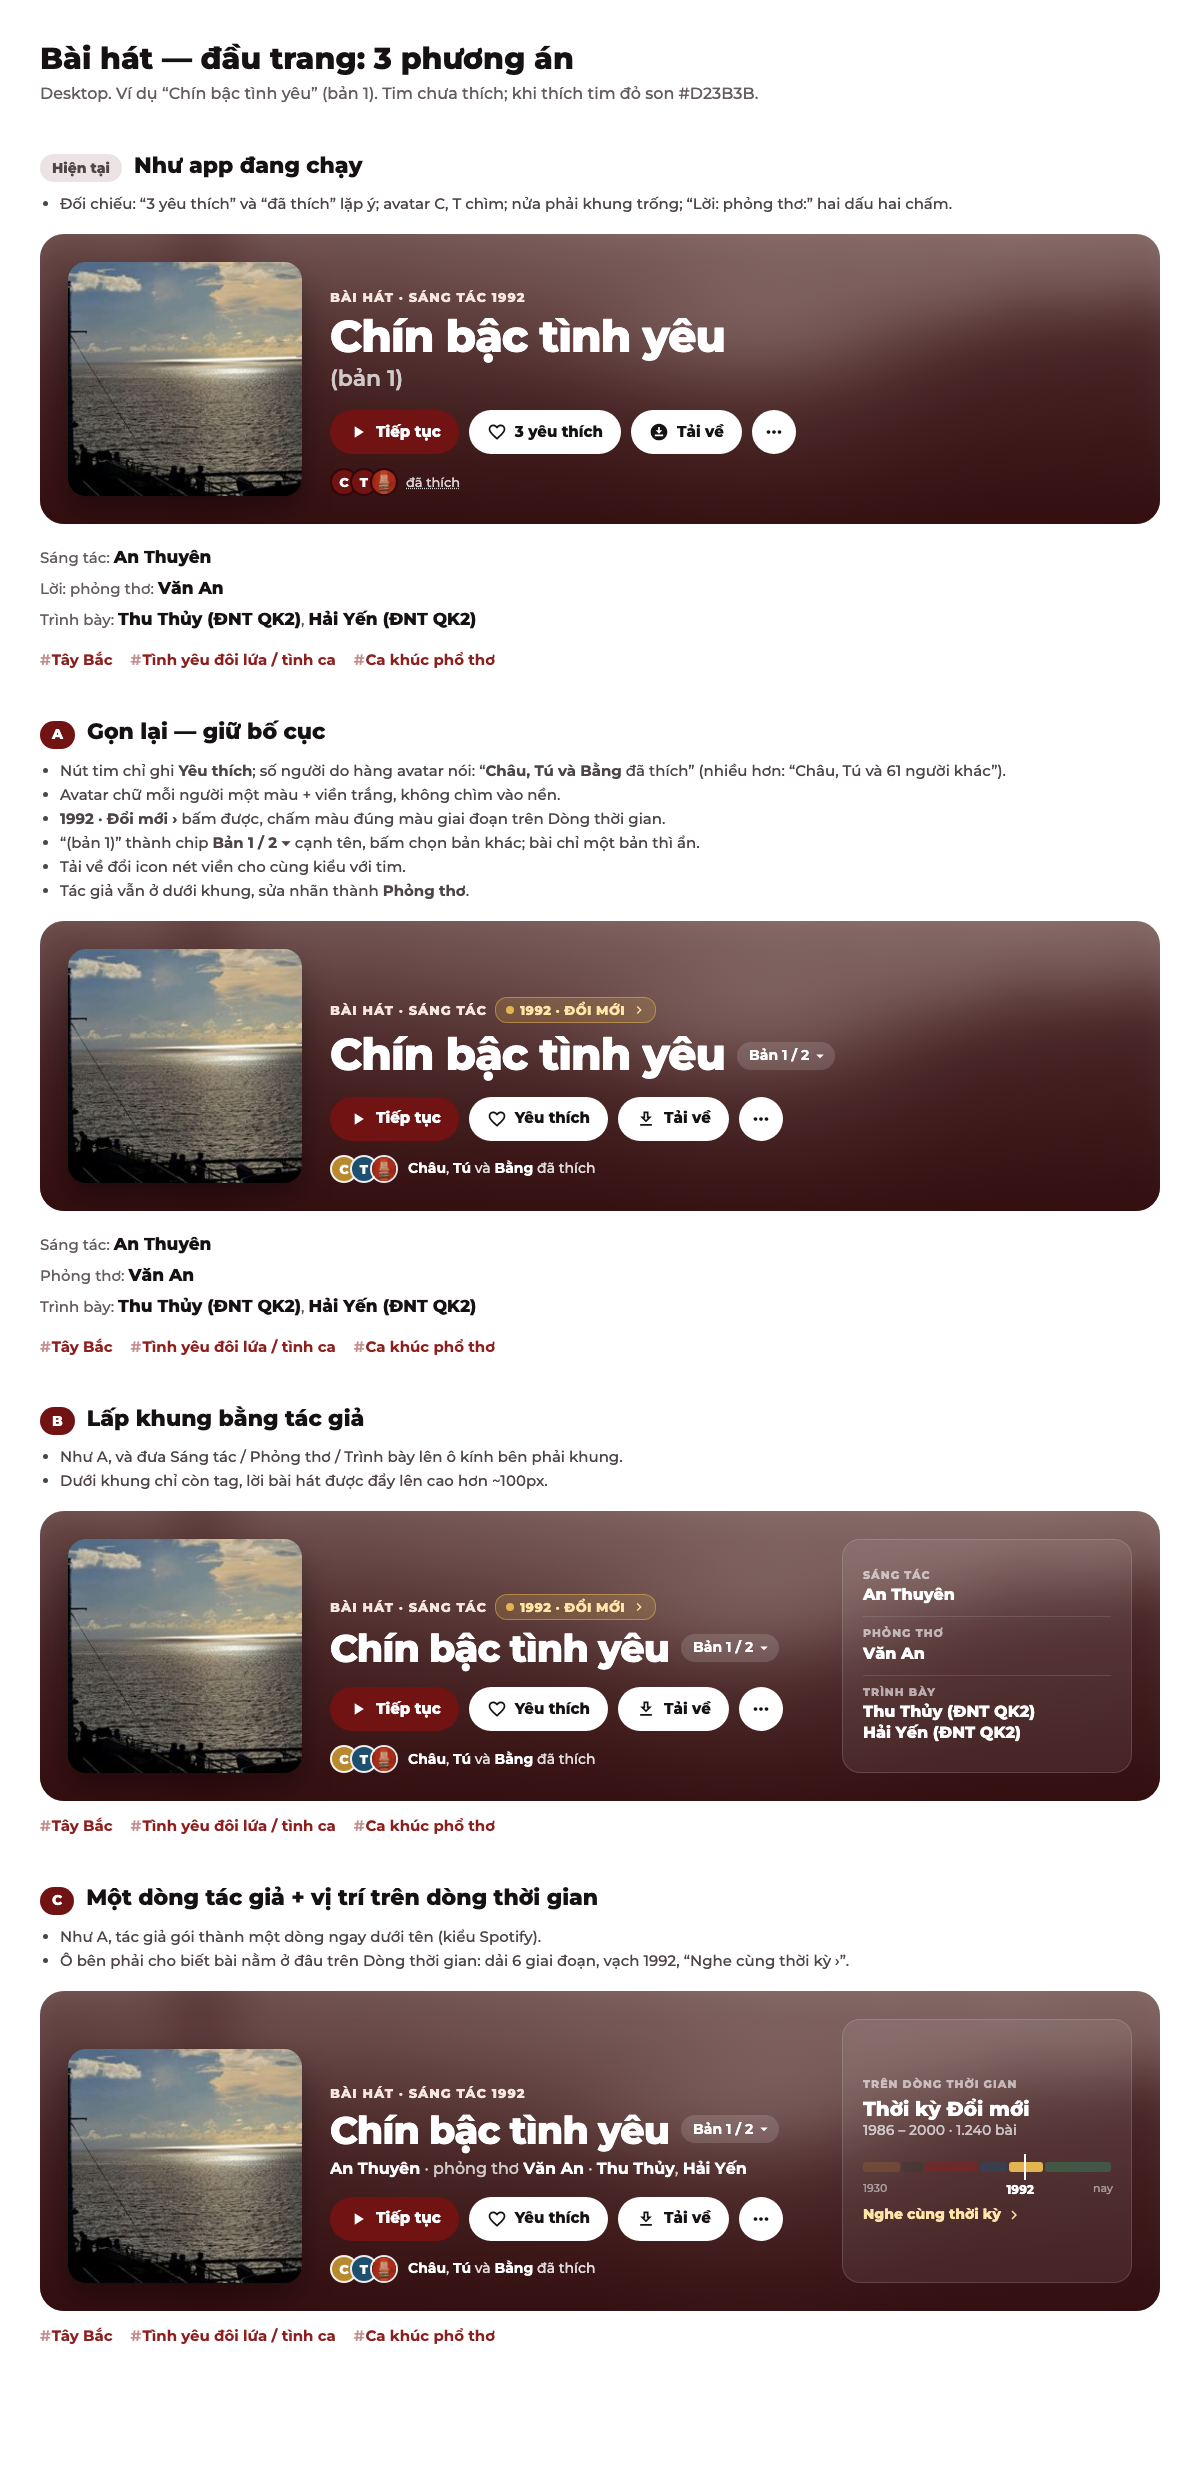 Bài hát — đầu trang: 3 phương án
Desktop. Ví dụ “Chín bậc tình yêu” (bản 1). Tim chưa thích; khi thích tim đỏ son #D23B3B.
Hiện tại Như app đang chạy
• Đối chiếu: “3 yêu thích” và “đã thích” lặp ý; avatar C, T chìm; nửa phải khung trống; “Lời: phỏng thơ:” hai dấu hai chấm.
BÀI HÁT · SÁNG TÁC 1992
Chín bậc tình yêu
(bản 1)
Tiếp tục 3 yêu thích Tải về
C T đã thích
Sáng tác: An Thuyên
Lời: phỏng thơ: Văn An
Trình bày: Thu Thủy (ĐNT QK2), Hải Yến (ĐNT QK2)
#Tây Bắc #Tình yêu đôi lứa / tình ca #Ca khúc phổ thơ
A Gọn lại — giữ bố cục
• Nút tim chỉ ghi Yêu thích; số người do hàng avatar nói: “Châu, Tú và Bằng đã thích” (nhiều hơn: “Châu, Tú và 61 người khác”).
• Avatar chữ mỗi người một màu + viền trắng, không chìm vào nền.
• 1992 · Đổi mới › bấm được, chấm màu đúng màu giai đoạn trên Dòng thời gian.
• “(bản 1)” thành chip Bản 1 / 2 cạnh tên, bấm chọn bản khác; bài chỉ một bản thì ẩn.
• Tải về đổi icon nét viền cho cùng kiểu với tim.
• Tác giả vẫn ở dưới khung, sửa nhãn thành Phỏng thơ.
BÀI HÁT · SÁNG TÁC 1992 · ĐỔI MỚI ›
Chín bậc tình yêu Bản 1 / 2
Tiếp tục Yêu thích Tải về
C T Châu, Tú và Bằng đã thích
Sáng tác: An Thuyên
Phỏng thơ: Văn An
Trình bày: Thu Thủy (ĐNT QK2), Hải Yến (ĐNT QK2)
#Tây Bắc #Tình yêu đôi lứa / tình ca #Ca khúc phổ thơ
B Lấp khung bằng tác giả
• Như A, và đưa Sáng tác / Phỏng thơ / Trình bày lên ô kính bên phải khung.
• Dưới khung chỉ còn tag, lời bài hát được đẩy lên cao hơn ~100px.
BÀI HÁT · SÁNG TÁC 1992 · ĐỔI MỚI ›
Chín bậc tình yêu Bản 1 / 2
Tiếp tục Yêu thích Tải về
C T Châu, Tú và Bằng đã thích
SÁNG TÁC
An Thuyên
PHỎNG THƠ
Văn An
TRÌNH BÀY
Thu Thủy (ĐNT QK2)
Hải Yến (ĐNT QK2)
#Tây Bắc #Tình yêu đôi lứa / tình ca #Ca khúc phổ thơ
C Một dòng tác giả + vị trí trên dòng thời gian
• Như A, tác giả gói thành một dòng ngay dưới tên (kiểu Spotify).
• Ô bên phải cho biết bài nằm ở đâu trên Dòng thời gian: dải 6 giai đoạn, vạch 1992, “Nghe cùng thời kỳ ›”.
BÀI HÁT · SÁNG TÁC 1992
Chín bậc tình yêu Bản 1 / 2
An Thuyên · phỏng thơ Văn An · Thu Thủy, Hải Yến
Tiếp tục Yêu thích Tải về
C T Châu, Tú và Bằng đã thích
TRÊN DÒNG THỜI GIAN
Thời kỳ Đổi mới
1986 – 2000 · 1.240 bài
1930 1992 nay
Nghe cùng thời kỳ ›
#Tây Bắc #Tình yêu đôi lứa / tình ca #Ca khúc phổ thơ